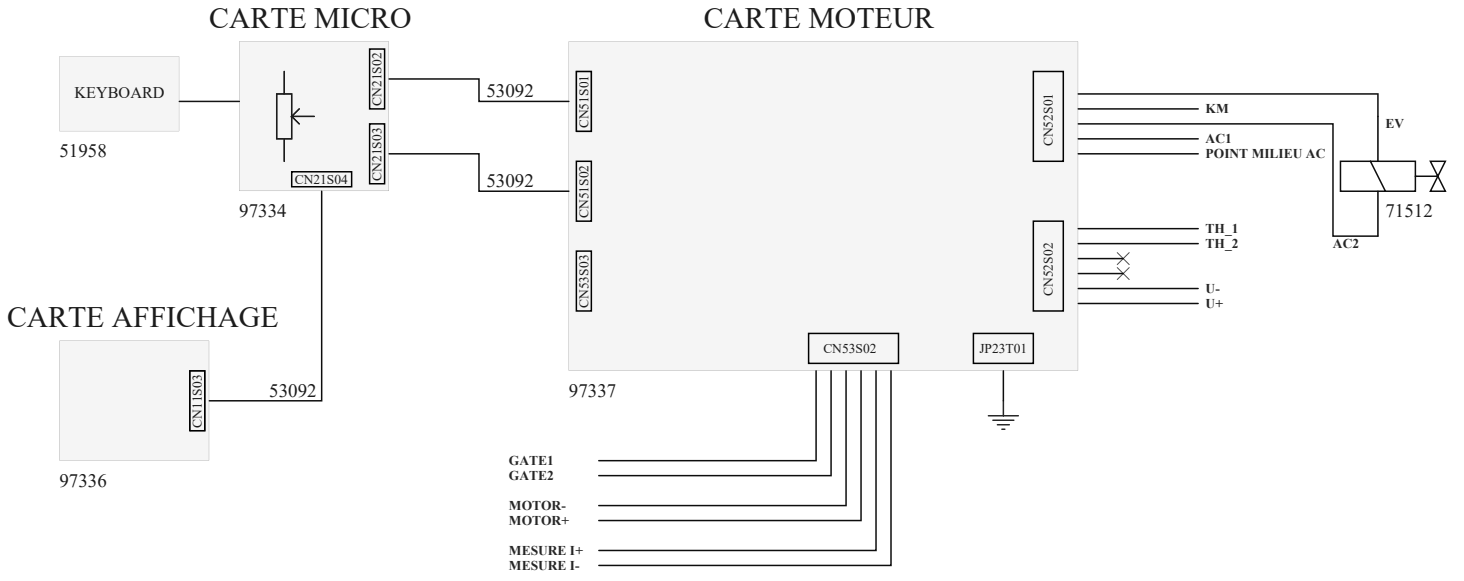 CARTE MICRO
CARTE MOTEUR
KEYBOARD
51958
CN21S02
CN21S03
CN21S04
97334
53092
53092
CN51S01
CN51S02
CN53S03
CN52S01
CN52S02
KM
AC1
POINT MILIEU AC
EV
71512
AC2
TH_1
TH_2
U-
U+
CN53S02
JP23T01
97337
CARTE AFFICHAGE
CN11S03
53092
97336
GATE1
GATE2
MOTOR-
MOTOR+
MESURE I+
MESURE I-